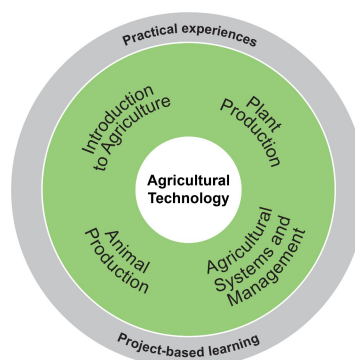 Practical experiences
Introduction
to Agriculture
Plant
Production
Agricultural
Technology
Animal
Production
Agricultural
Systems and
Management
Project-based learning